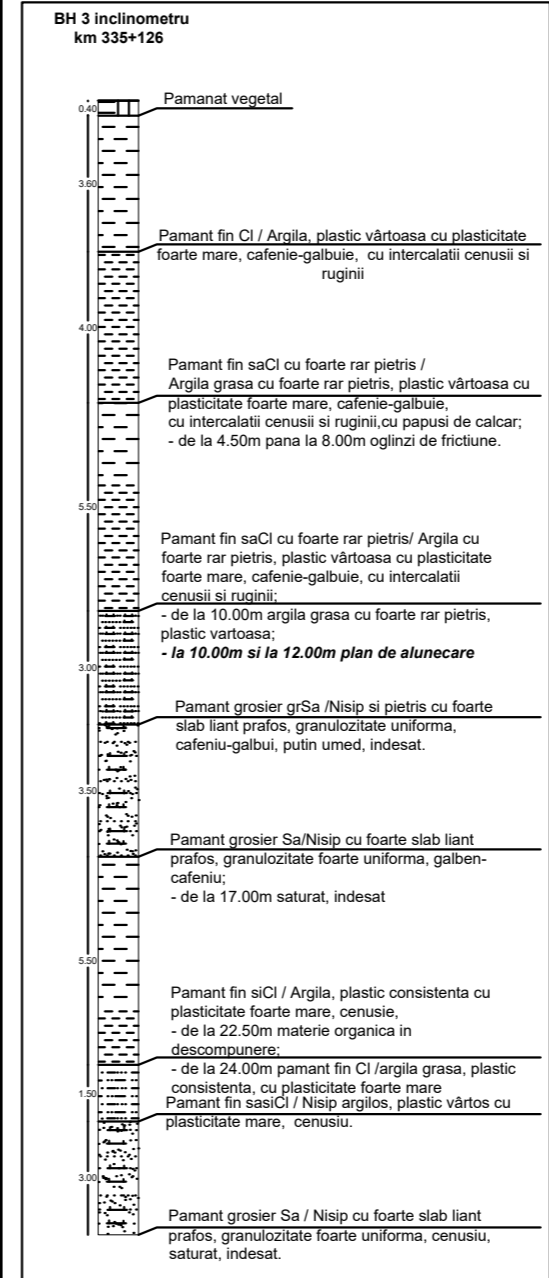 BH 3 inclinometru
km 335+126
0.40
Pamanat vegetal
3.60
Pamant fin Cl / Argila, plastic vârtoasa cu plasticitate
foarte mare, cafenie-galbuie, cu intercalatii cenusii si
ruginii
4.00
Pamant fin saCl cu foarte rar pietris /
Argila grasa cu foarte rar pietris, plastic vârtoasa cu
plasticitate foarte mare, cafenie-galbuie,
cu intercalatii cenusii si ruginii,cu papusi de calcar;
- de la 4.50m pana la 8.00m oglinzi de frictiune.
5.50
Pamant fin saCl cu foarte rar pietris/ Argila cu
foarte rar pietris, plastic vârtoasa cu plasticitate
foarte mare, cafenie-galbuie, cu intercalatii
cenusii si ruginii;
- de la 10.00m argila grasa cu foarte rar pietris,
plastic vartoasa;
- la 10.00m si la 12.00m plan de alunecare
3.00
Pamant grosier grSa /Nisip si pietris cu foarte
slab liant prafos, granulozitate uniforma,
cafeniu-galbui, putin umed, indesat.
3.50
Pamant grosier Sa/Nisip cu foarte slab liant
prafos, granulozitate foarte uniforma, galben-
cafeniu;
- de la 17.00m saturat, indesat
5.50
Pamant fin siCl / Argila, plastic consistenta cu
plasticitate foarte mare, cenusie,
- de la 22.50m materie organica in
descompunere;
- de la 24.00m pamant fin Cl /argila grasa, plastic
consistenta, cu plasticitate foarte mare
1.50
Pamant fin sasiCl / Nisip argilos, plastic vârtos cu
plasticitate mare, cenusiu.
3.00
Pamant grosier Sa / Nisip cu foarte slab liant
prafos, granulozitate foarte uniforma, cenusiu,
saturat, indesat.